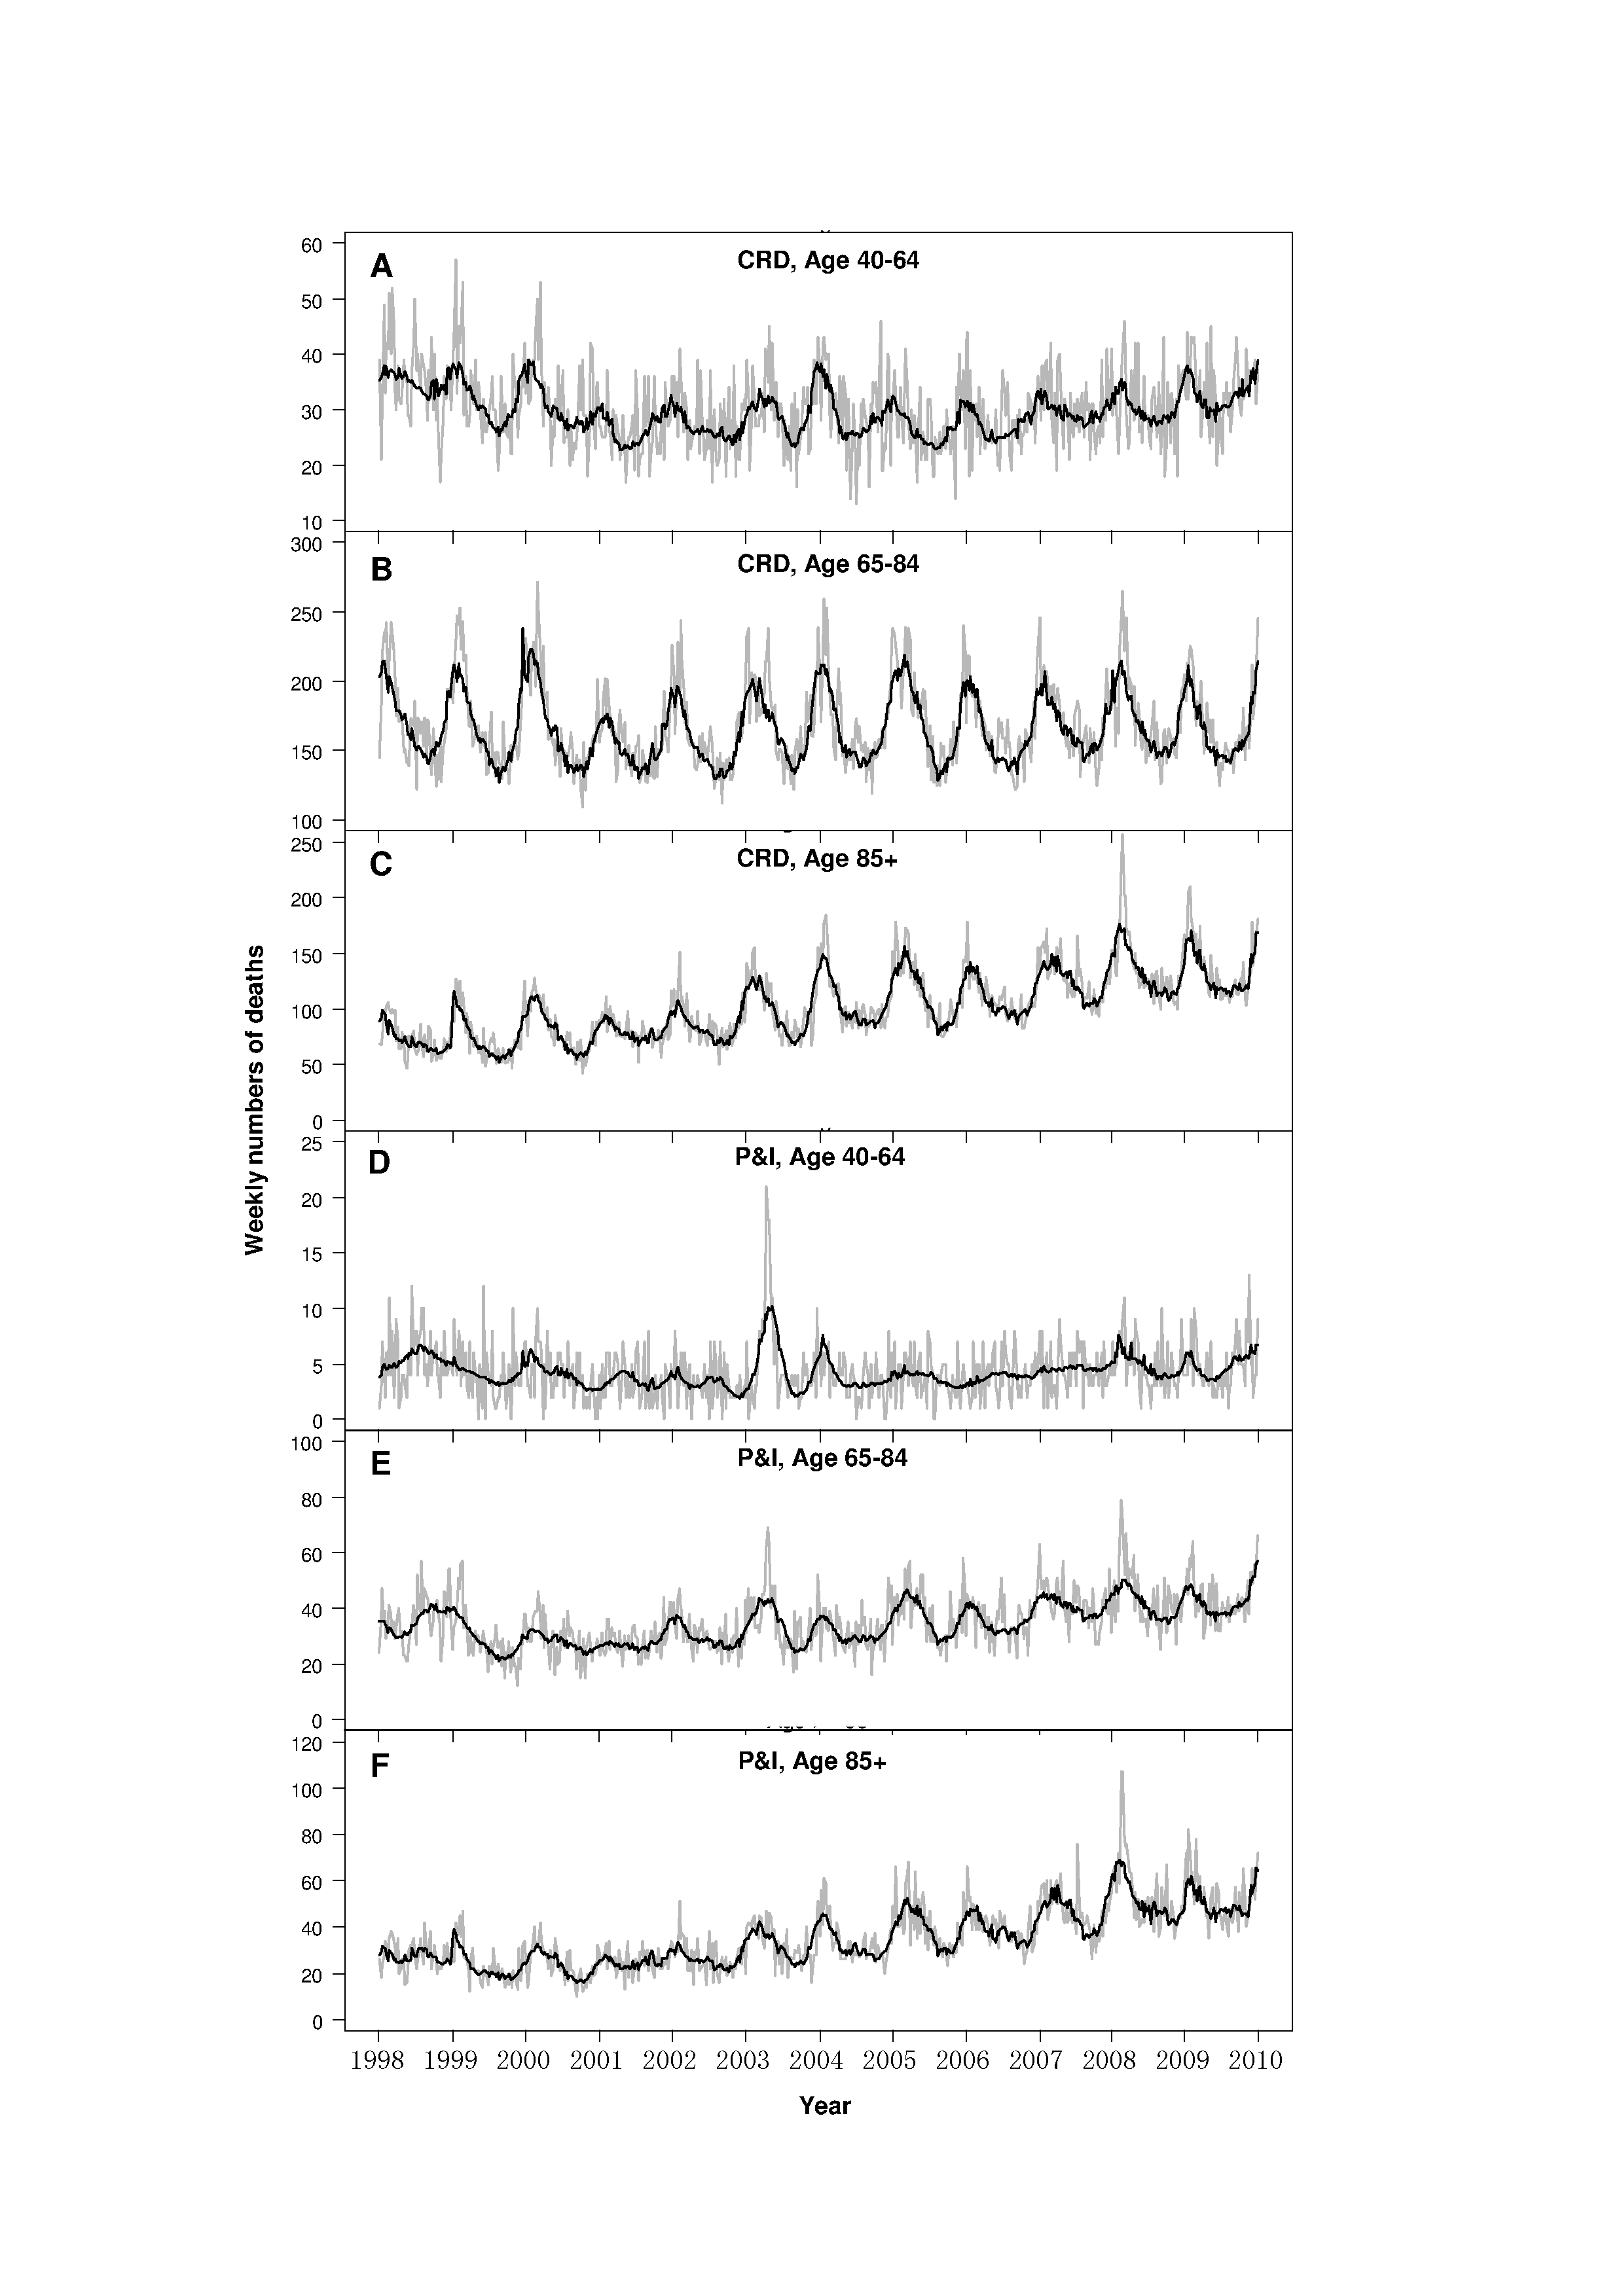 A
CRD, Age 40-64
60
50
40
30
20
10
B
CRD, Age 65-84
300
250
200
150
100
C
CRD, Age 85+
250
200
150
100
50
0
Weekly numbers of deaths
D
P&I, Age 40-64
25
20
15
10
5
0
E
P&I, Age 65-84
100
80
60
40
20
0
F
P&I, Age 85+
120
100
80
60
40
20
0
1998 1999 2000 2001 2002 2003 2004 2005 2006 2007 2008 2009 2010
Year